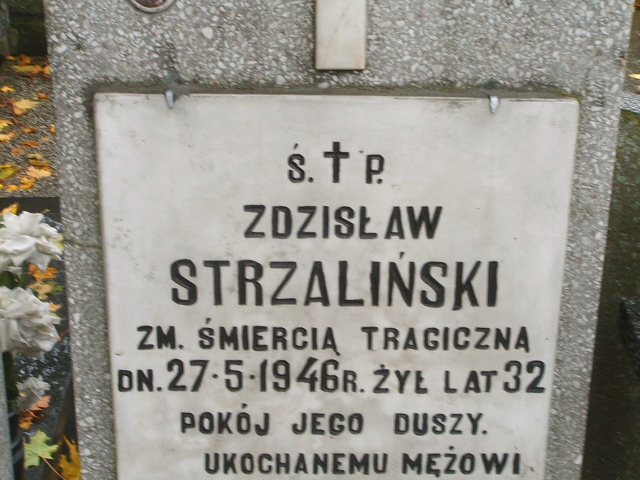 Ś.✝P.
ZDZISŁAW
STRZALIŃSKI
ZM. ŚMIERCIĄ TRAGICZNĄ
DN. 27·5·1946R. ŻYŁ LAT 32
POKÓJ JEGO DUSZY.
UKOCHANEMU MĘŻOWI